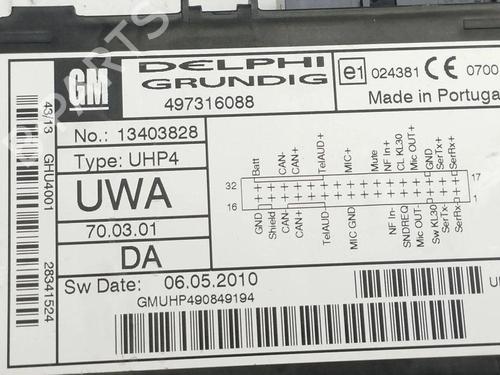 GM
DELPHI
GRUNDIG
497316088
e1 024381 CE 0700
Made in Portugal
No.: 13403828
Type: UHP4
UWA
70.03.01
DA
Sw Date: 06.05.2010
GMUHP490849194
43/13 GHU4001 28341524
Batt CAN- CAN+ TelAUD+ MIC+ Mute NF In+ CL KL30 Mic OUT+ GND SerTx+ SerRx+
32 17
16 1
GND Shield CAN- CAN+ TelAUD- MIC GND NF In- SNDREQ Mic OUT- Sw KL30 SerTx- SerRx-